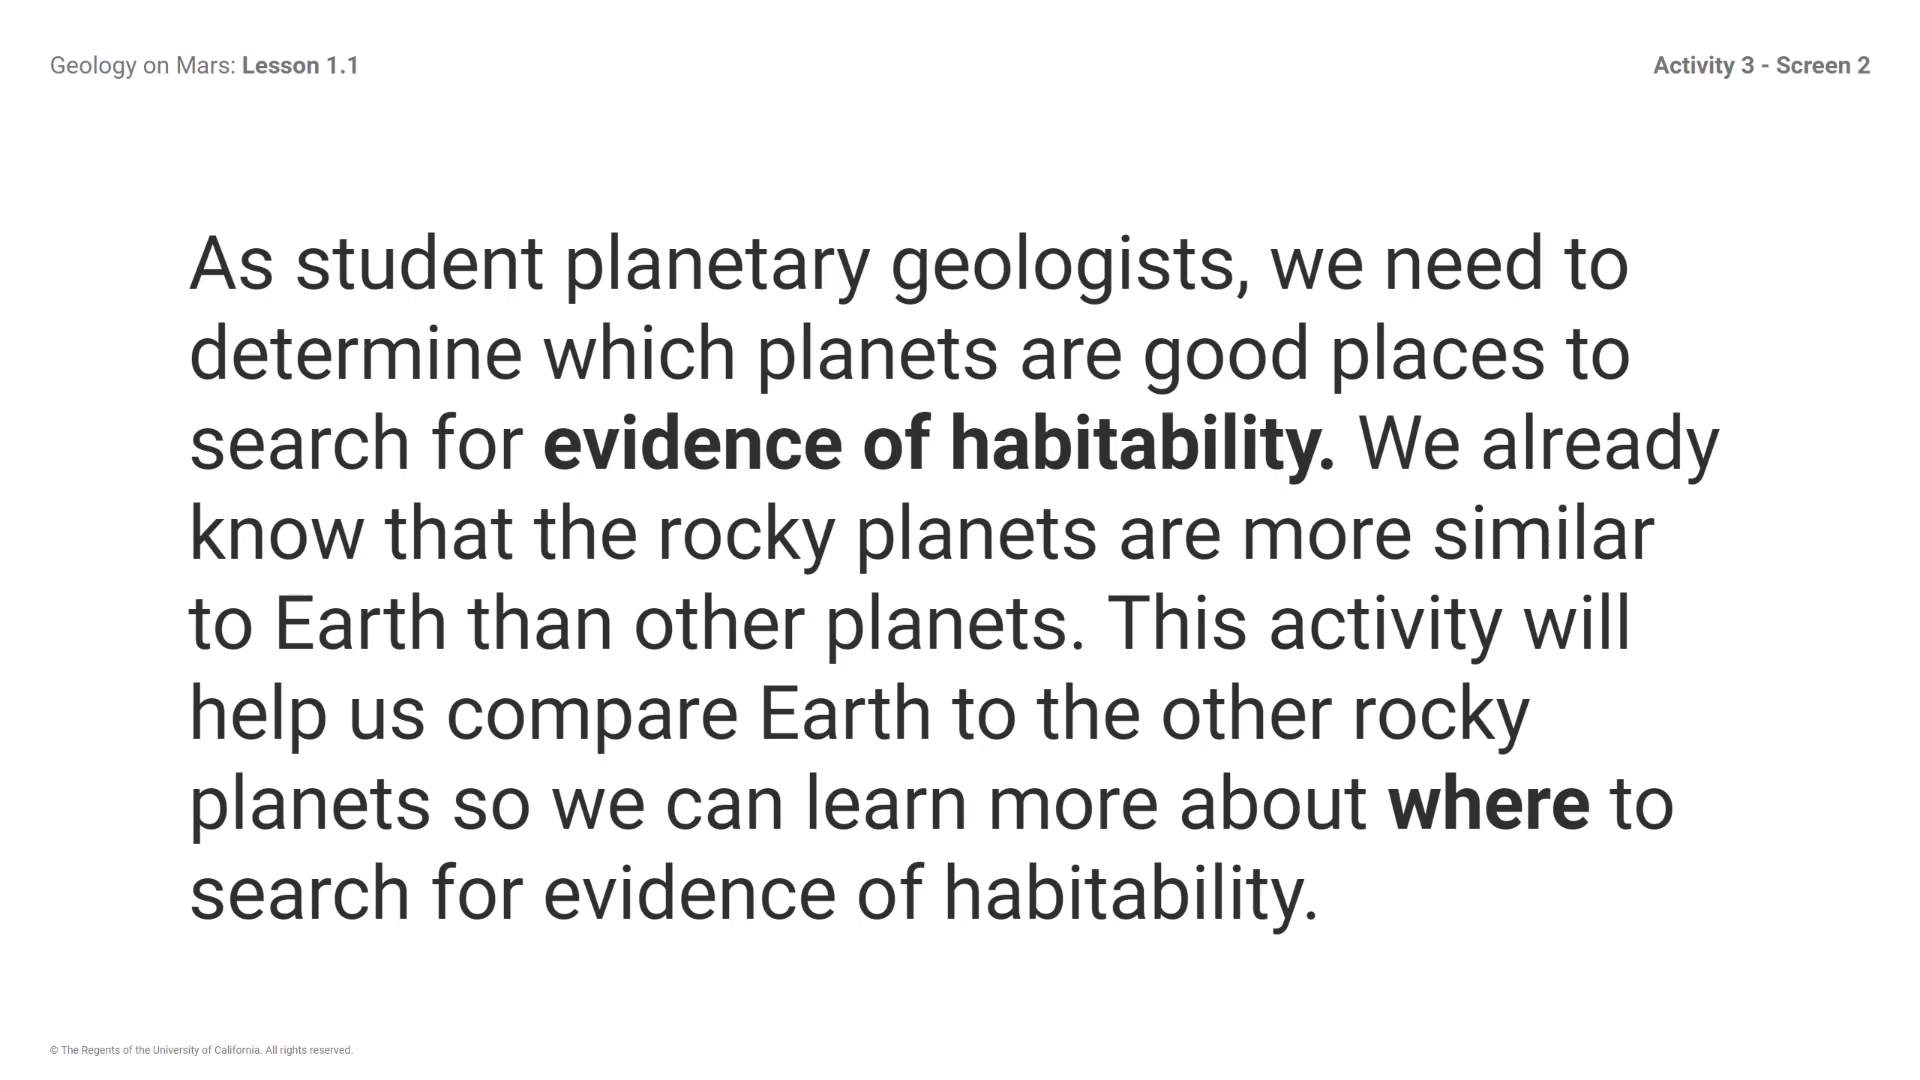 Geology on Mars: Lesson 1.1
Activity 3 - Screen 2
As student planetary geologists, we need to
determine which planets are good places to
search for evidence of habitability. We already
know that the rocky planets are more similar
to Earth than other planets. This activity will
help us compare Earth to the other rocky
planets so we can learn more about where to
search for evidence of habitability.
© The Regents of the University of California. All rights reserved.